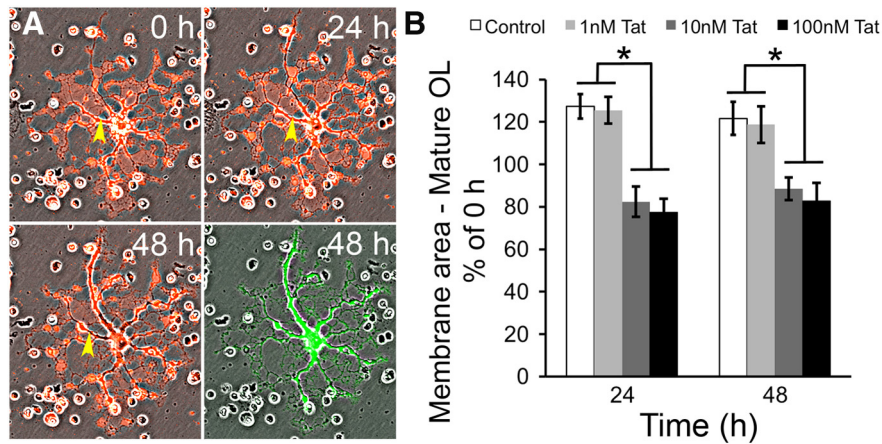 A
0 h
24 h
48 h
48 h
B
Control 1nM Tat 10nM Tat 100nM Tat
Membrane area - Mature OL
% of 0 h
140
120
100
80
60
40
20
0
*
*
24
48
Time (h)